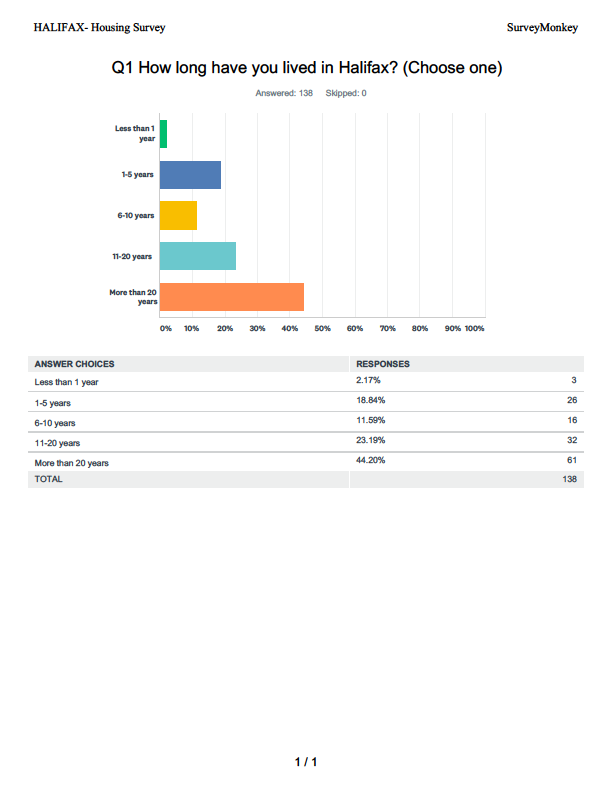 HALIFAX- Housing Survey SurveyMonkey
Q1 How long have you lived in Halifax? (Choose one)
Answered: 138 Skipped: 0
Less than 1
year
1-5 years
6-10 years
11-20 years
More than 20
years
0% 10% 20% 30% 40% 50% 60% 70% 80% 90% 100%
ANSWER CHOICES RESPONSES
Less than 1 year 2.17% 3
1-5 years 18.84% 26
6-10 years 11.59% 16
11-20 years 23.19% 32
More than 20 years 44.20% 61
TOTAL 138
1 / 1